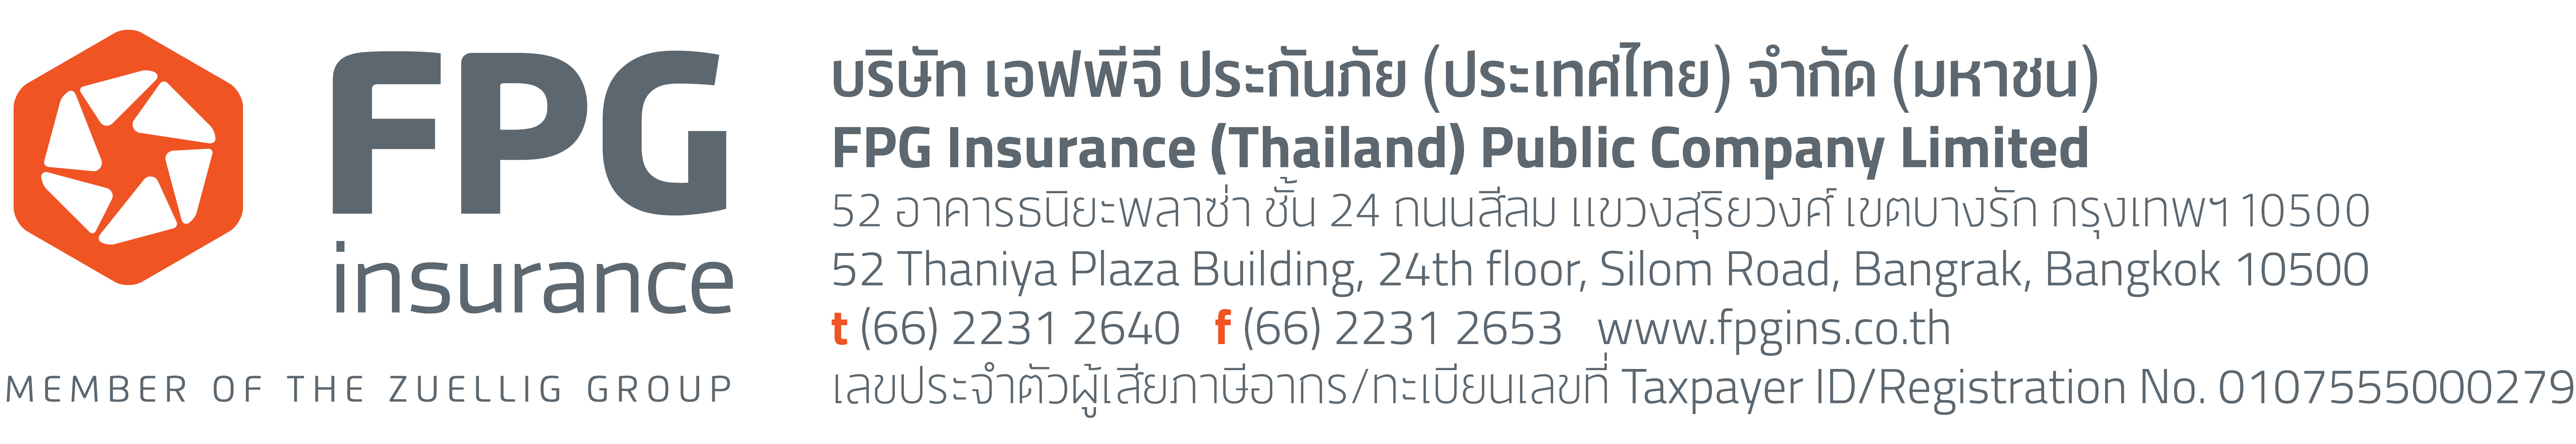 FPG
insurance
MEMBER OF THE ZUELLIG GROUP
บริษัท เอฟพีจี ประกันภัย (ประเทศไทย) จำกัด (มหาชน)
FPG Insurance (Thailand) Public Company Limited
52 อาคารธนิยะพลาซ่า ชั้น 24 ถนนสีลม แขวงสุริยวงศ์ เขตบางรัก กรุงเทพฯ 10500
52 Thaniya Plaza Building, 24th floor, Silom Road, Bangrak, Bangkok 10500
t (66) 2231 2640 f (66) 2231 2653 www.fpgins.co.th
เลขประจำตัวผู้เสียภาษีอากร/ทะเบียนเลขที่ Taxpayer ID/Registration No. 0107555000279